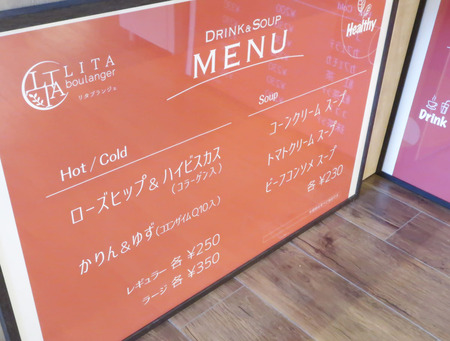 LITA
LITA
boulanger
リタブランジェ
DRINK & SOUP
MENU
Healthy
Hot / Cold
ローズヒップ&ハイビスカス
(コラーゲン入)
かりん&ゆず(コエンザイムQ10入)
レギュラー 各 ¥250
ラージ 各 ¥350
Soup
コーンクリーム スープ
トマトクリーム スープ
ビーフコンソメ スープ
各 ¥230
Drink